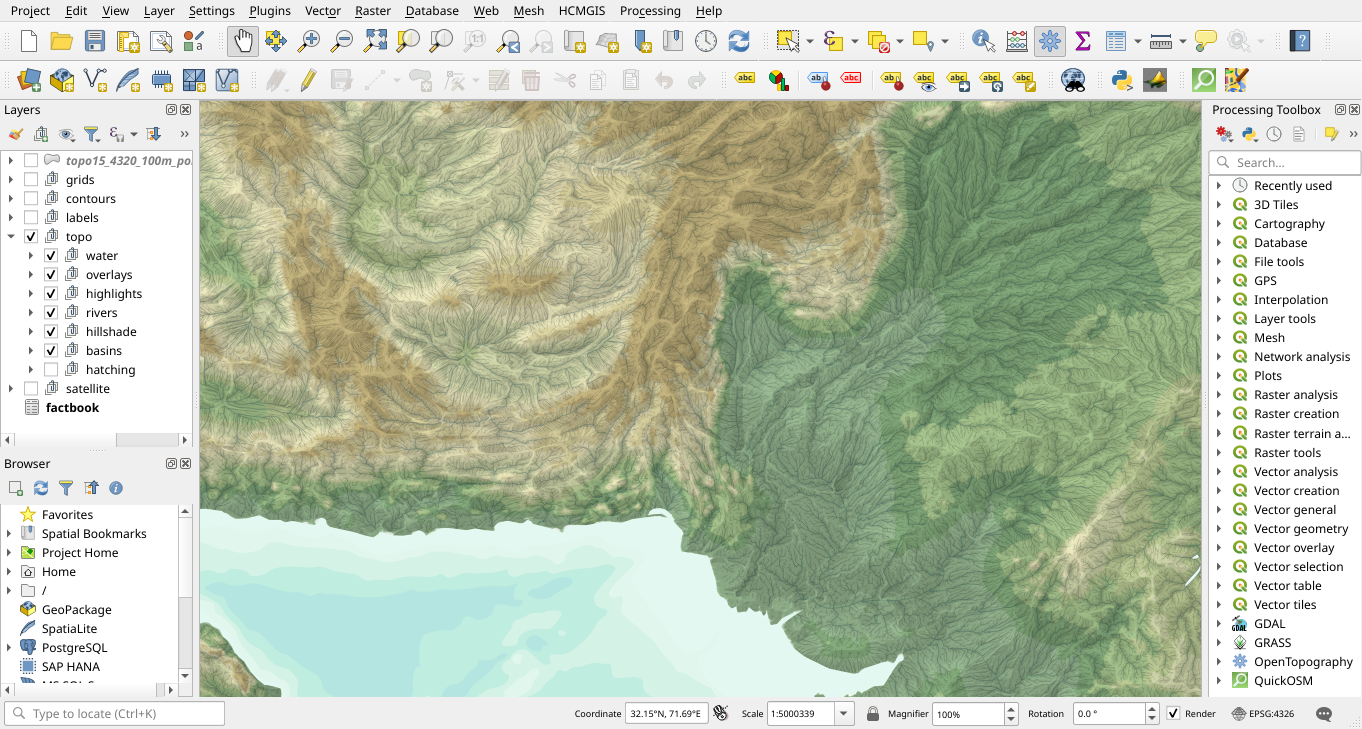 Project Edit View Layer Settings Plugins Vector Raster Database Web Mesh HCMGIS Processing Help
Layers
topo15_4320_100m_po
grids
contours
labels
topo
water
overlays
highlights
rivers
hillshade
basins
hatching
satellite
factbook
Browser
Favorites
Spatial Bookmarks
Project Home
Home
/
GeoPackage
SpatiaLite
PostgreSQL
SAP HANA
Processing Toolbox
Search...
Recently used
3D Tiles
Cartography
Database
File tools
GPS
Interpolation
Layer tools
Mesh
Network analysis
Plots
Raster analysis
Raster creation
Raster terrain a...
Raster tools
Vector analysis
Vector creation
Vector general
Vector geometry
Vector overlay
Vector selection
Vector table
Vector tiles
GDAL
GRASS
OpenTopography
QuickOSM
Type to locate (Ctrl+K) Coordinate 32.15°N, 71.69°E Scale 1:5000339 Magnifier 100% Rotation 0.0 ° Render EPSG:4326